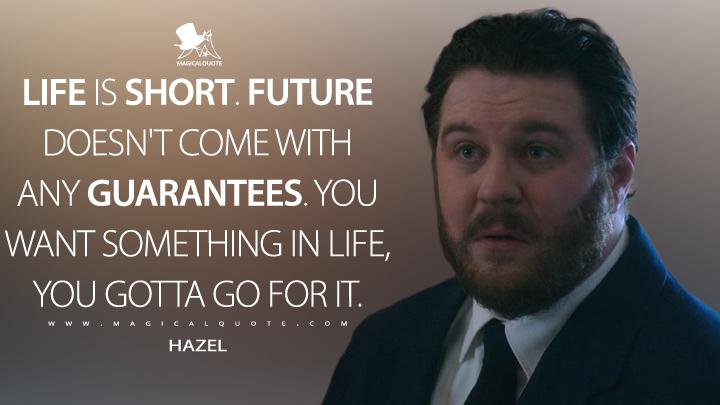 MAGICALQUOTE
LIFE IS SHORT. FUTURE
DOESN'T COME WITH
ANY GUARANTEES. YOU
WANT SOMETHING IN LIFE,
YOU GOTTA GO FOR IT.
WWW.MAGICALQUOTE.COM
HAZEL